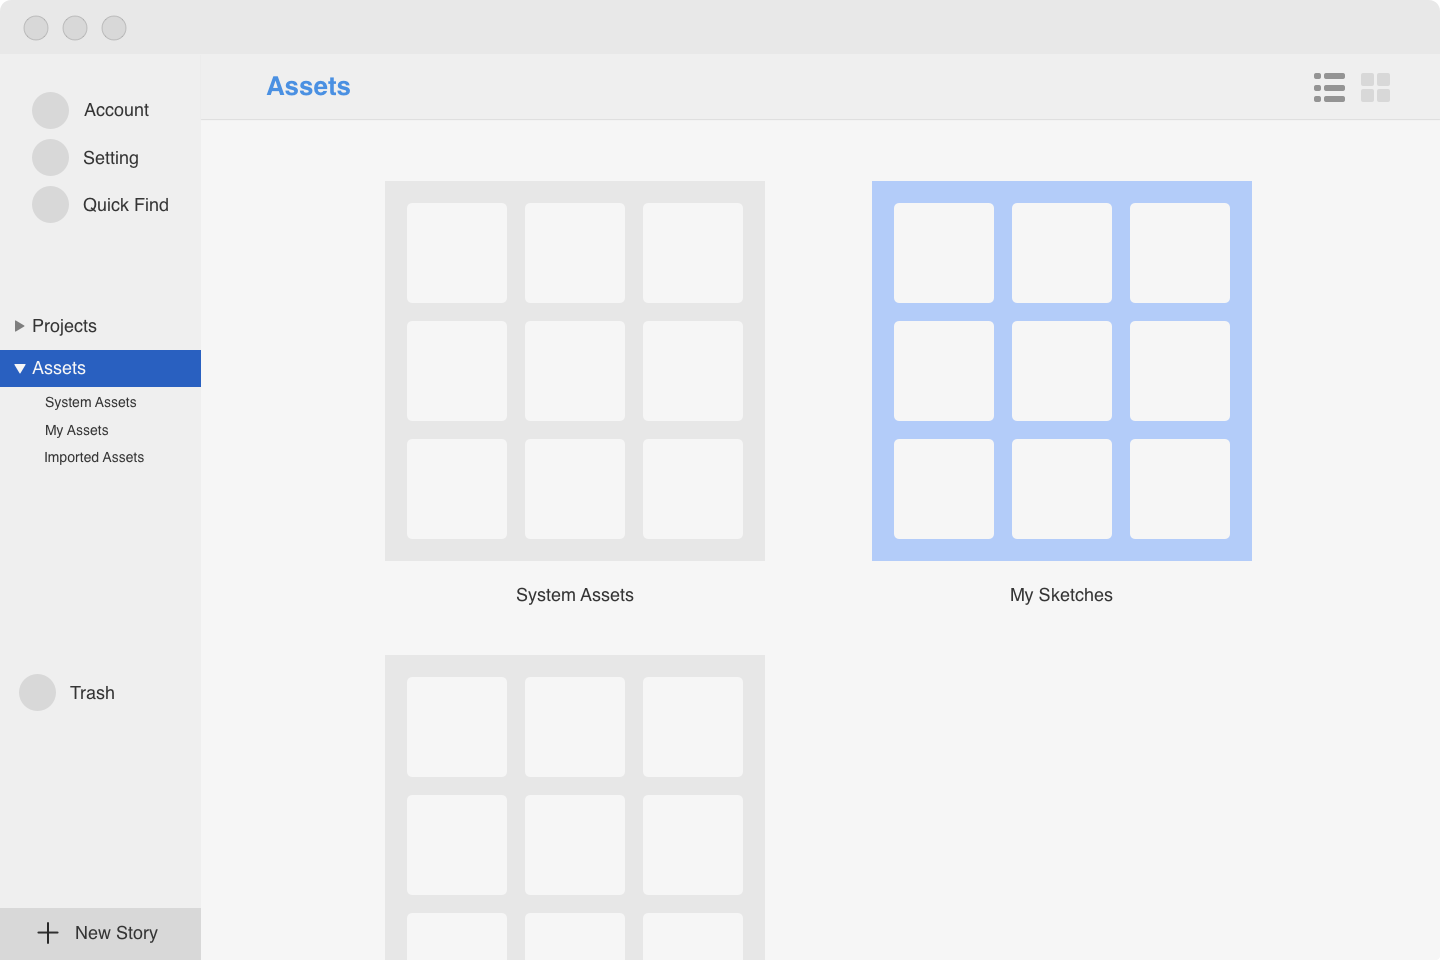 Assets
Account
Setting
Quick Find
Projects
Assets
System Assets
My Assets
Imported Assets
Trash
New Story
System Assets
My Sketches